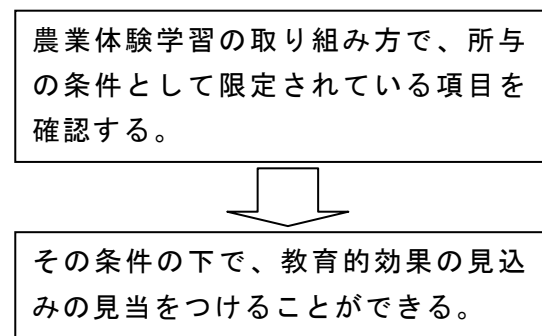 農業体験学習の取り組み方で、所与
の条件として限定されている項目を
確認する。
その条件の下で、教育的効果の見込
みの見当をつけることができる。